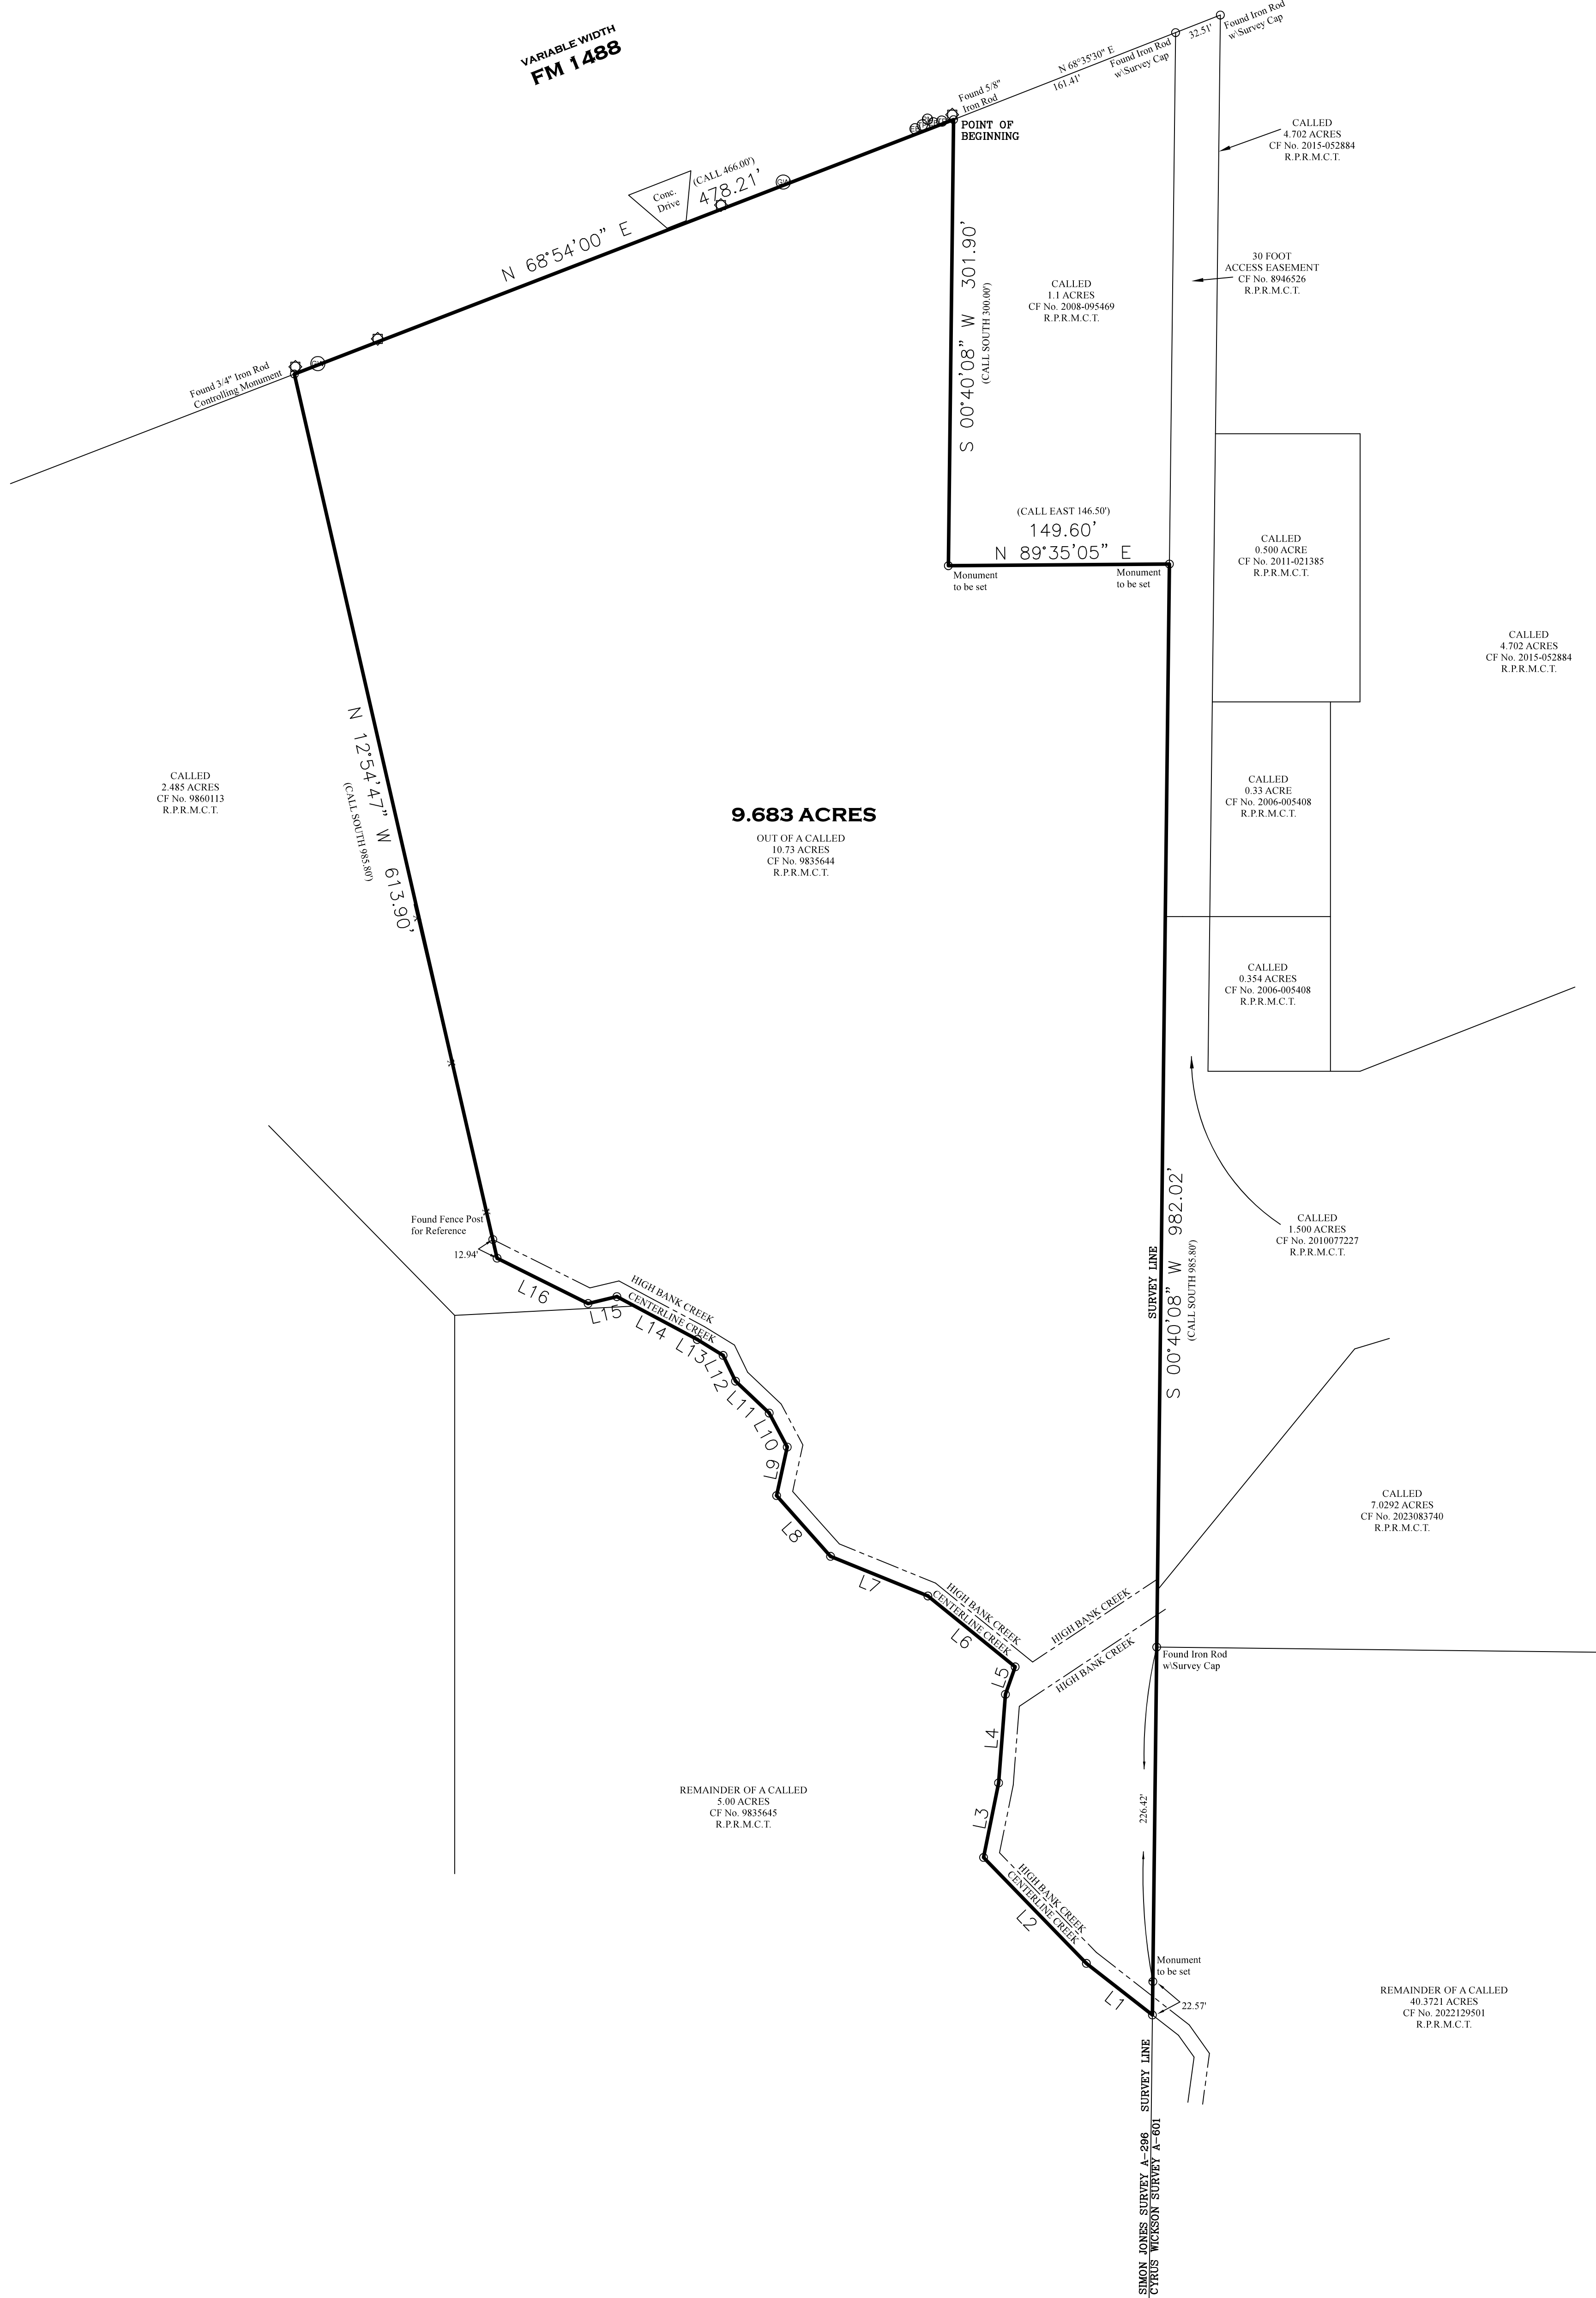 VARIABLE WIDTH
FM 1488
Found Iron Rod
w\Survey Cap
32.51'
Found Iron Rod
w\Survey Cap
N 68°35'30" E
161.41'
Found 5/8"
Iron Rod
POINT OF
BEGINNING
CALLED
4.702 ACRES
CF No. 2015-052884
R.P.R.M.C.T.
(CALL 466.00')
478.21'
Conc.
Drive
N 68°54'00" E
30 FOOT
ACCESS EASEMENT
CF No. 8946526
R.P.R.M.C.T.
S 00°40'08" W 301.90'
(CALL SOUTH 300.00')
CALLED
1.1 ACRES
CF No. 2008-095469
R.P.R.M.C.T.
Found 3/4" Iron Rod
Controlling Monument
(CALL EAST 146.50')
149.60'
N 89°35'05" E
Monument
to be set
Monument
to be set
CALLED
0.500 ACRE
CF No. 2011-021385
R.P.R.M.C.T.
CALLED
4.702 ACRES
CF No. 2015-052884
R.P.R.M.C.T.
N 12°54'47" W 613.90'
(CALL SOUTH 985.80')
CALLED
2.485 ACRES
CF No. 9860113
R.P.R.M.C.T.
9.683 ACRES
OUT OF A CALLED
10.73 ACRES
CF No. 9835644
R.P.R.M.C.T.
CALLED
0.33 ACRE
CF No. 2006-005408
R.P.R.M.C.T.
CALLED
0.354 ACRES
CF No. 2006-005408
R.P.R.M.C.T.
Found Fence Post
for Reference
12.94'
SURVEY LINE
S 00°40'08" W 982.02'
(CALL SOUTH 985.80')
CALLED
1.500 ACRES
CF No. 2010077227
R.P.R.M.C.T.
L16
L15
HIGH BANK CREEK
CENTERLINE CREEK
L14
L13
L12
L11
L10
L9
L8
L7
CALLED
7.0292 ACRES
CF No. 2023083740
R.P.R.M.C.T.
HIGH BANK CREEK
CENTERLINE CREEK
L6
HIGH BANK CREEK
HIGH BANK CREEK
Found Iron Rod
w\Survey Cap
L5
L4
L3
226.42'
REMAINDER OF A CALLED
5.00 ACRES
CF No. 9835645
R.P.R.M.C.T.
HIGH BANK CREEK
CENTERLINE CREEK
L2
L1
Monument
to be set
22.57'
REMAINDER OF A CALLED
40.3721 ACRES
CF No. 2022129501
R.P.R.M.C.T.
SIMON JONES SURVEY A-296 SURVEY LINE
CYRUS WICKSON SURVEY A-601